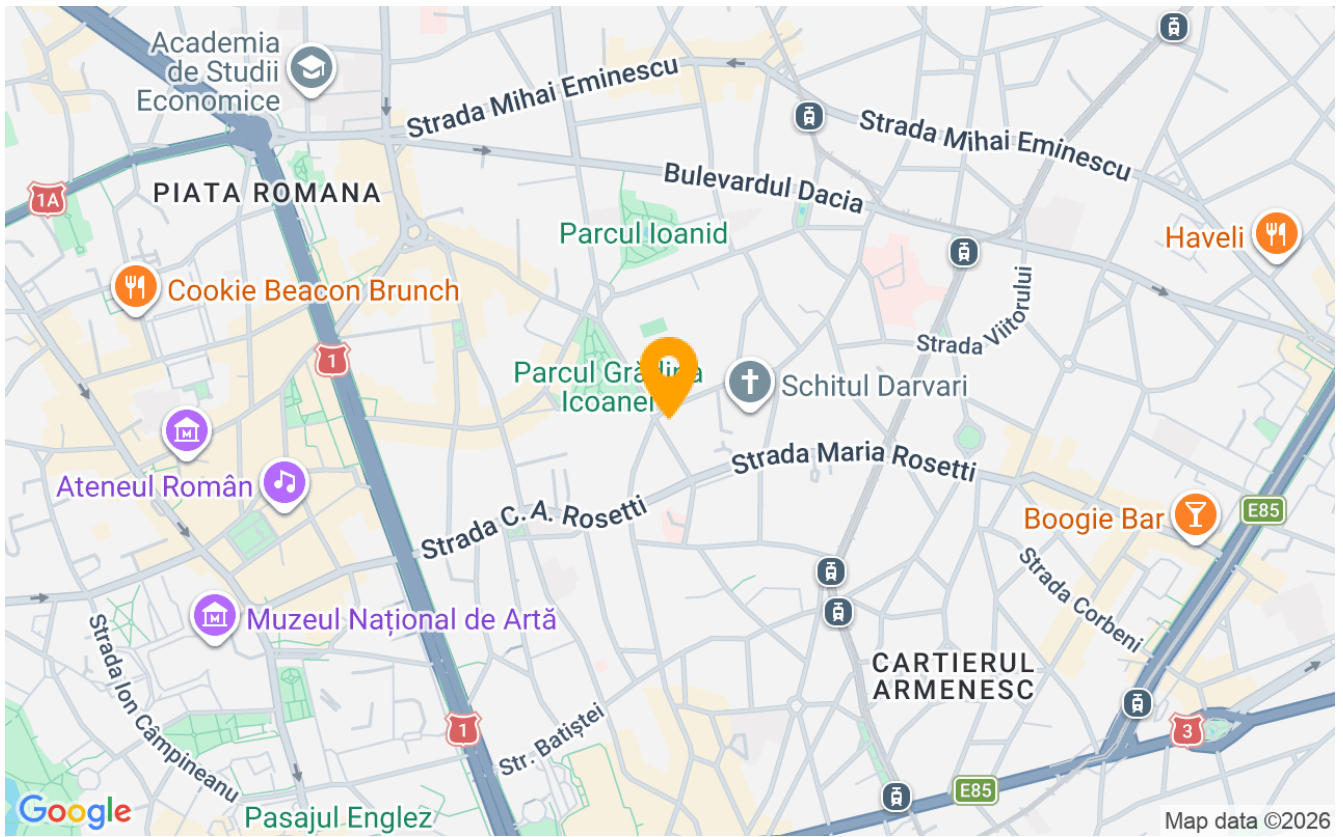 Academia
de Studii
Economice
Strada Mihai Eminescu
Strada Mihai Eminescu
1A
PIATA ROMANA
Bulevardul Dacia
Parcul Ioanid
Haveli
Cookie Beacon Brunch
Strada Viitorului
1
Parcul Grădina
Icoanei
Schitul Darvari
Strada Maria Rosetti
Ateneul Român
Strada C. A. Rosetti
Boogie Bar
E85
Strada Corbeni
Muzeul Național de Artă
Strada Ion Câmpineanu
CARTIERUL
ARMENESC
1
Str. Batiștei
3
E85
Google
Pasajul Englez
Map data ©2026